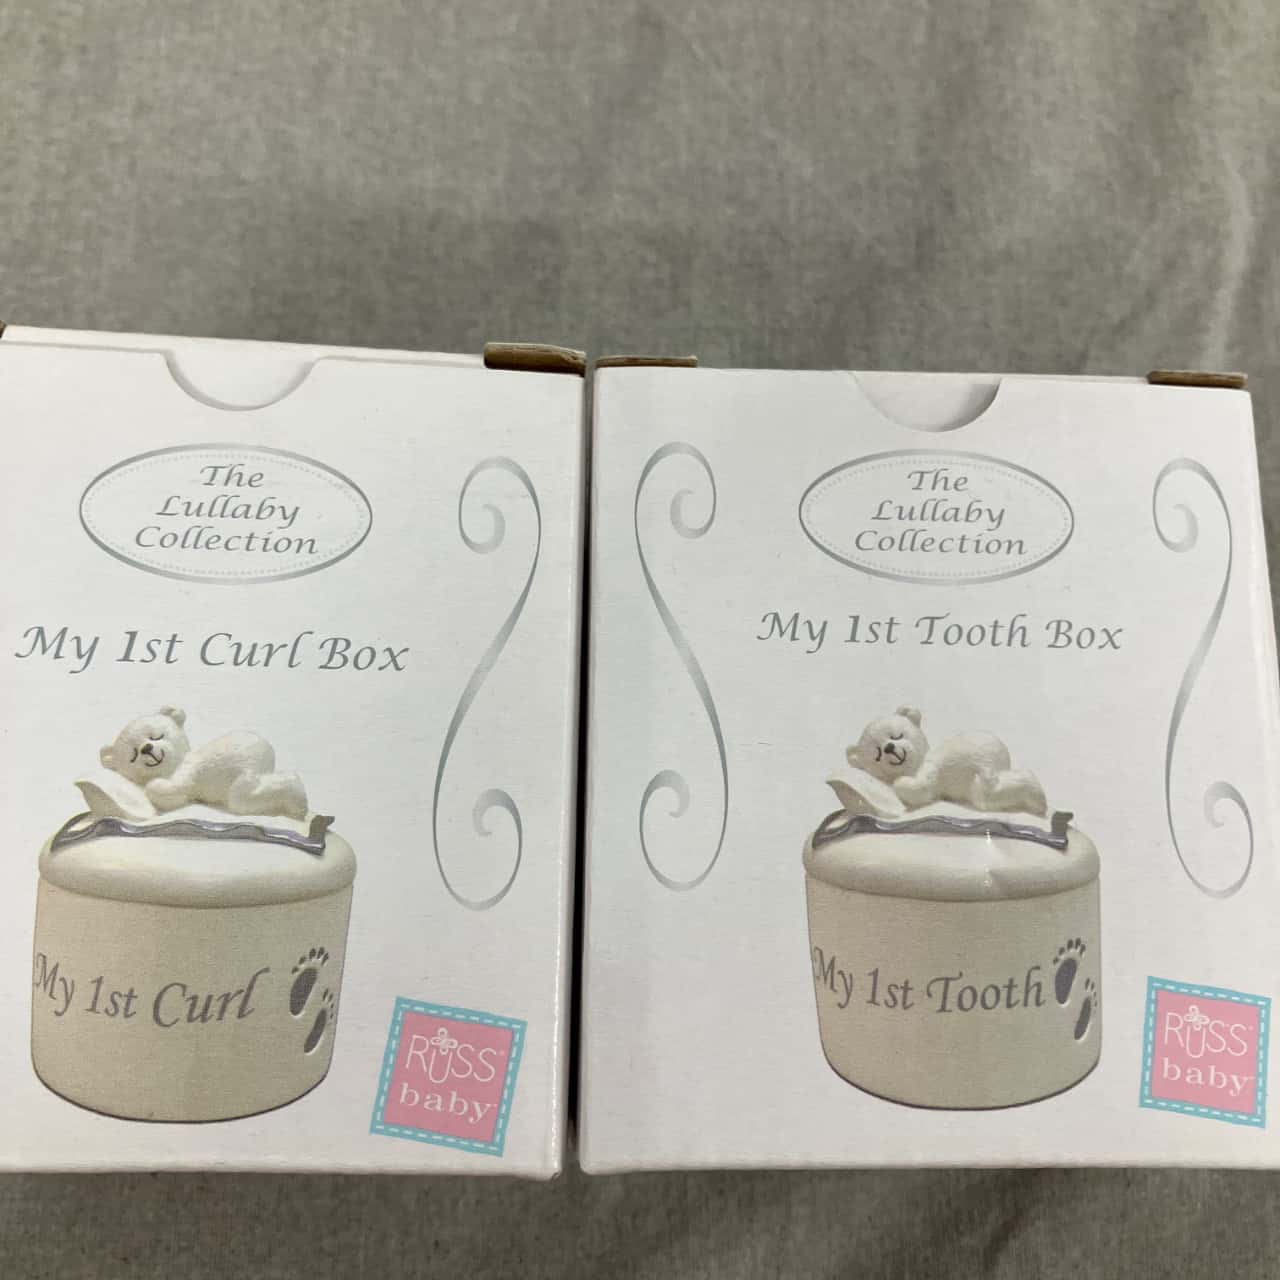 The
Lullaby
Collection
My 1st Curl Box
My 1st Curl
RUSS
baby
The
Lullaby
Collection
My 1st Tooth Box
My 1st Tooth
RUSS
baby